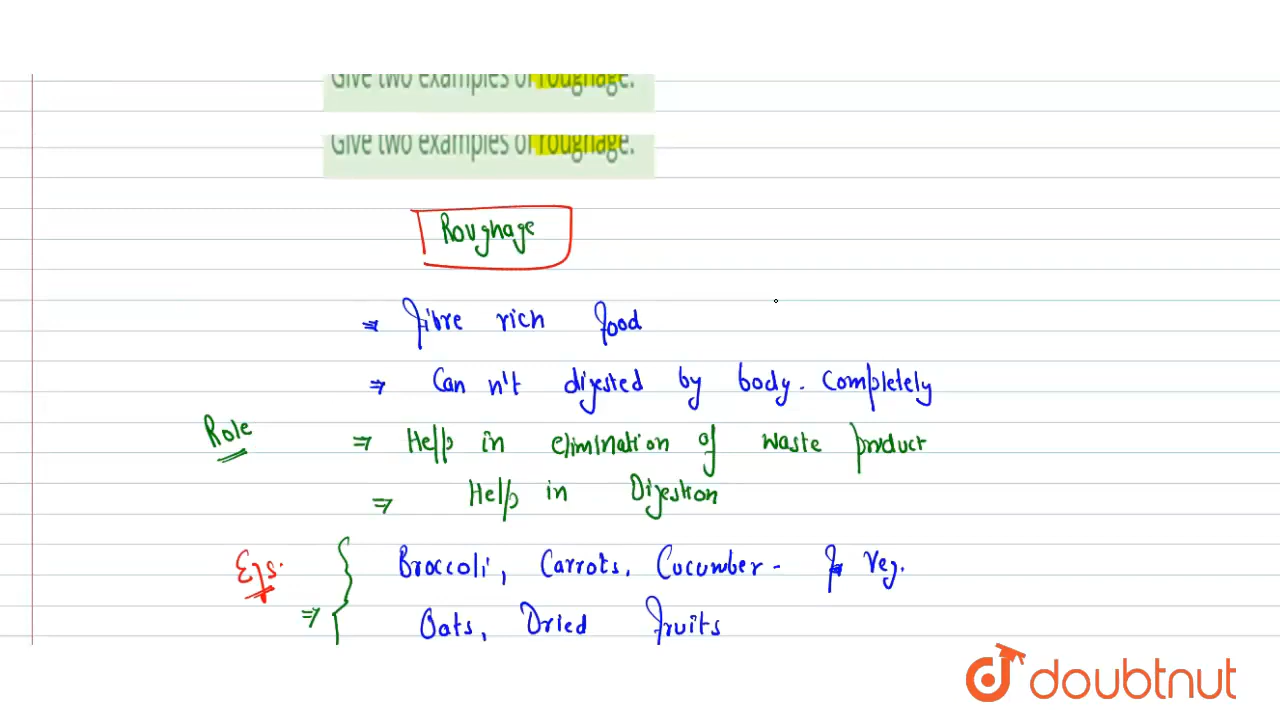 Give two examples of roughage.
Give two examples of roughage.
Roughage
⇒ Fibre rich food
⇒ Can n't digested by body. Completely
Role ⇒ Help in elimination of waste product
⇒ Help in Digestion
Egs. ⇒ { Broccoli, Carrots, Cucumber - Veg.
Oats, Dried Fruits
doubtnut